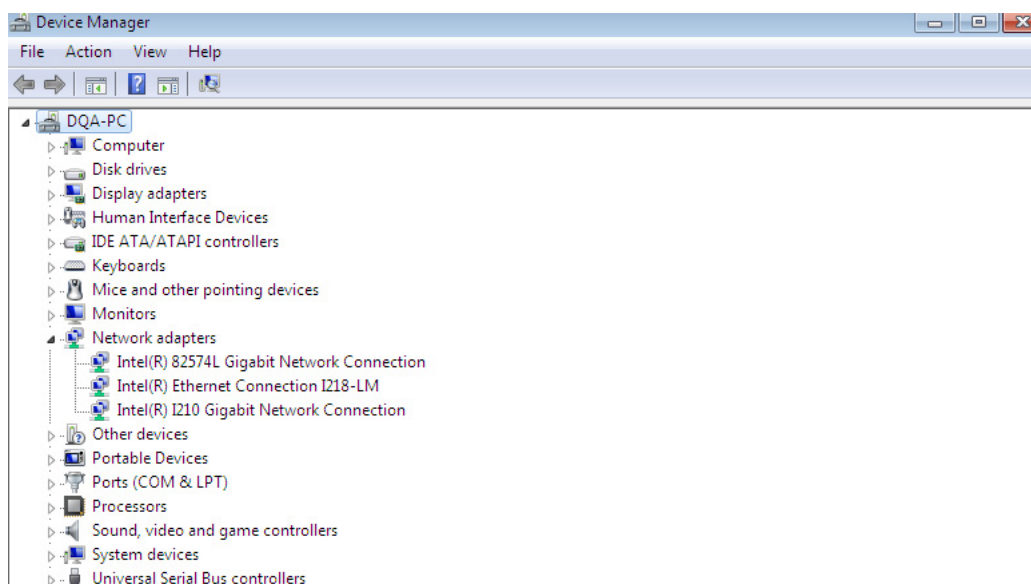 Device Manager
File Action View Help
DQA-PC
Computer
Disk drives
Display adapters
Human Interface Devices
IDE ATA/ATAPI controllers
Keyboards
Mice and other pointing devices
Monitors
Network adapters
Intel(R) 82574L Gigabit Network Connection
Intel(R) Ethernet Connection I218-LM
Intel(R) I210 Gigabit Network Connection
Other devices
Portable Devices
Ports (COM & LPT)
Processors
Sound, video and game controllers
System devices
Universal Serial Bus controllers